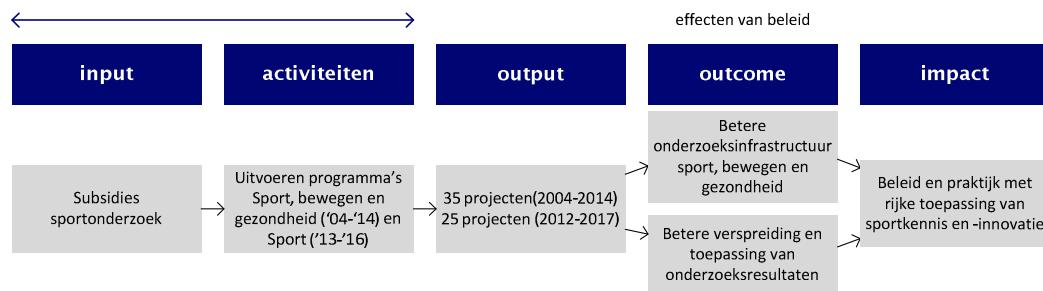 effecten van beleid
input
activiteiten
output
outcome
impact
Subsidies
sportonderzoek
Uitvoeren programma's
Sport, bewegen en
gezondheid (‘04-‘14) en
Sport (’13-’16)
35 projecten(2004-2014)
25 projecten (2012-2017)
Betere
onderzoeksinfrastructuur
sport, bewegen en
gezondheid
Betere verspreiding en
toepassing van
onderzoeksresultaten
Beleid en praktijk met
rijke toepassing van
sportkennis en -innovatie